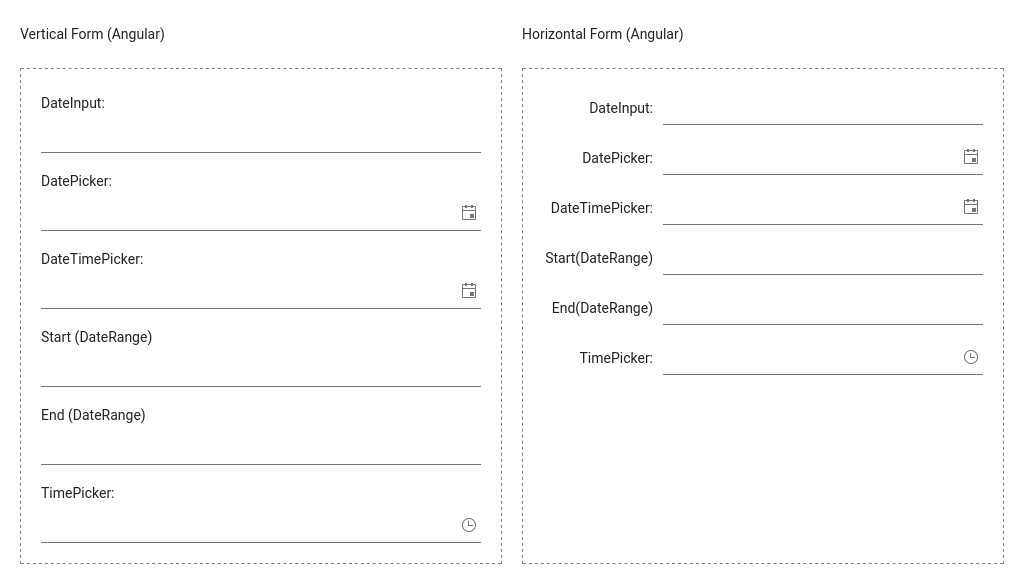 Vertical Form (Angular)
DateInput:
DatePicker:
DateTimePicker:
Start (DateRange)
End (DateRange)
TimePicker:
Horizontal Form (Angular)
DateInput:
DatePicker:
DateTimePicker:
Start(DateRange)
End(DateRange)
TimePicker: